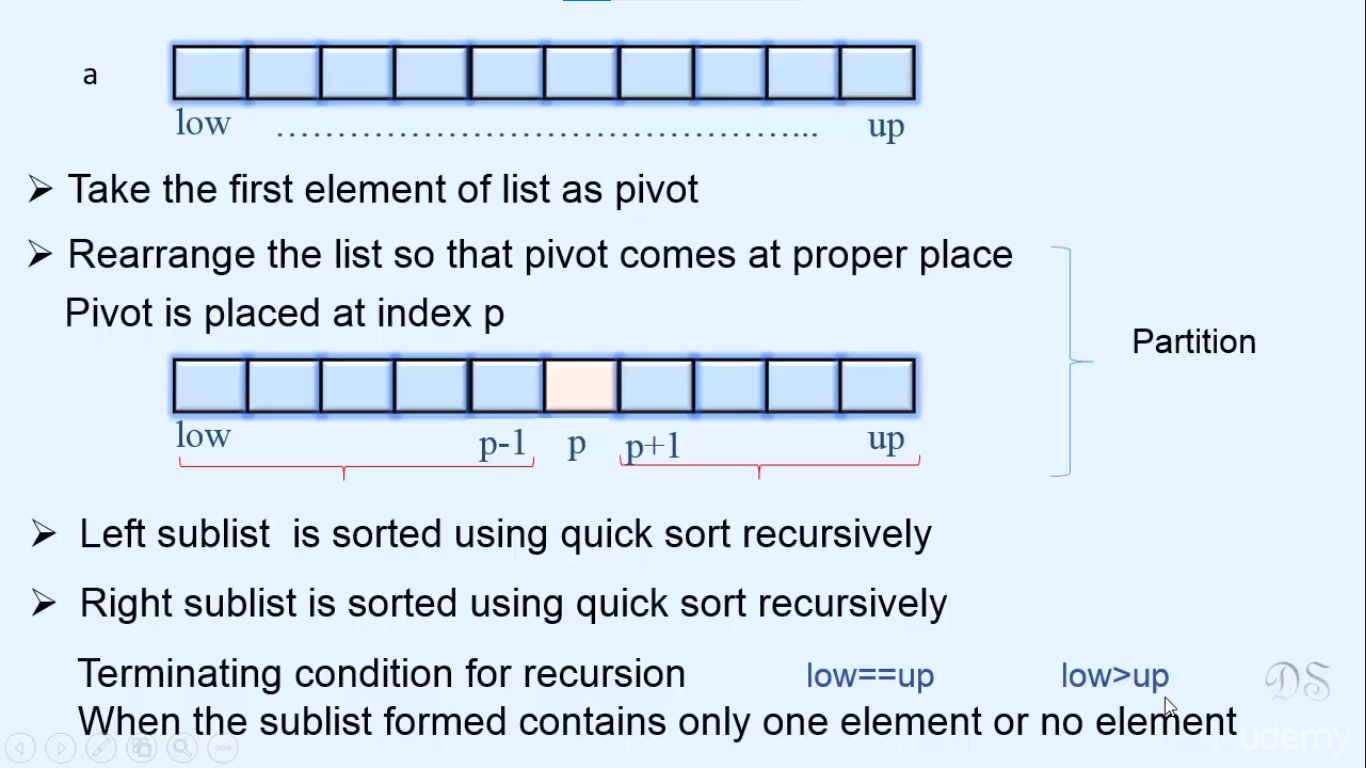 a
low ……………………………………... up
➢ Take the first element of list as pivot
➢ Rearrange the list so that pivot comes at proper place
Pivot is placed at index p
Partition
low p-1 p p+1 up
➢ Left sublist is sorted using quick sort recursively
➢ Right sublist is sorted using quick sort recursively
Terminating condition for recursion low==up low>up
When the sublist formed contains only one element or no element
DS
udemy